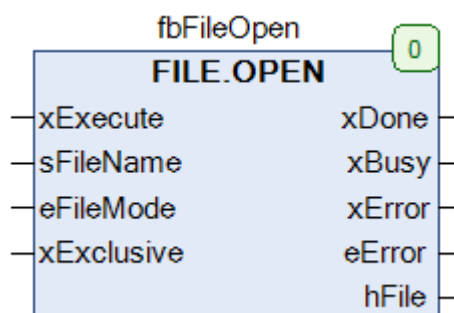 fbFileOpen
0
FILE.OPEN
xExecute xDone
sFileName xBusy
eFileMode xError
xExclusive eError
hFile